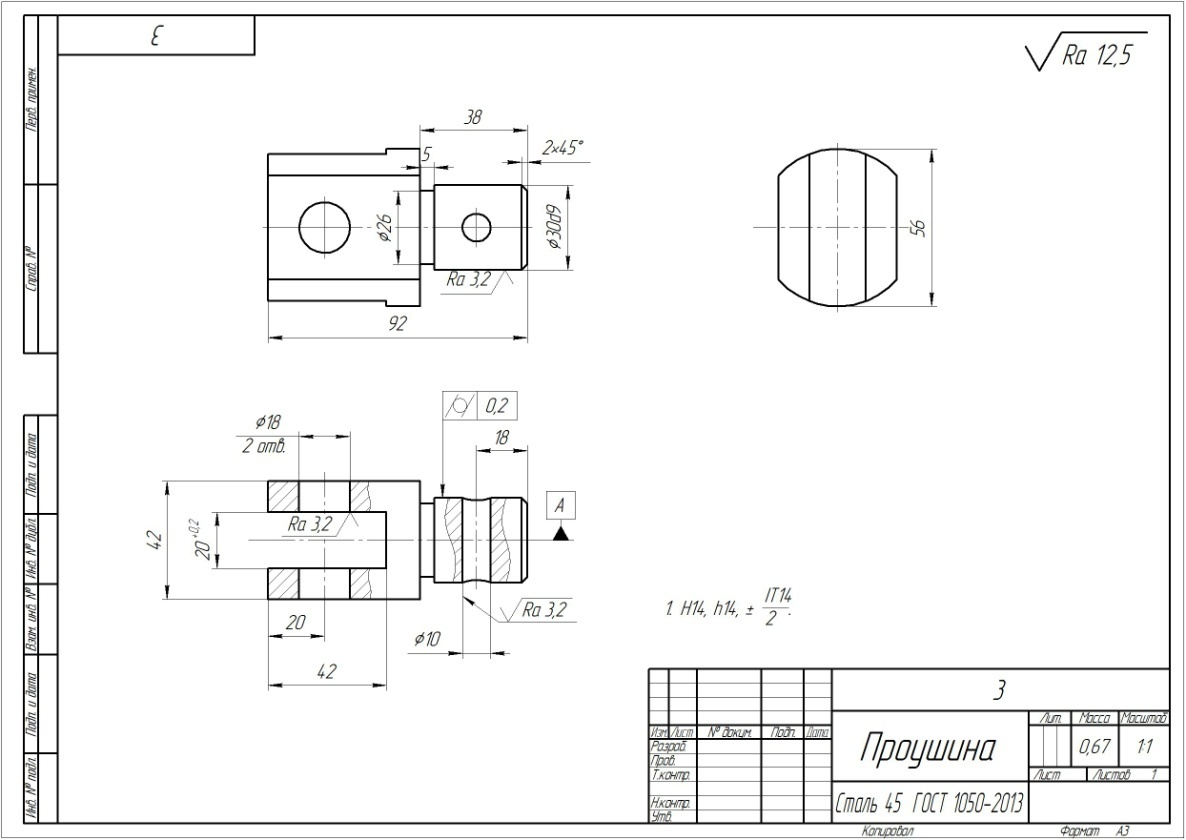 3
Ra 12,5
Перв. примен.
Справ. №
Подп. и дата
Инв. № дубл.
Взам. инв. №
Подп. и дата
Инв. № подл.
38
5
2×45°
⌀26
⌀30d9
Ra 3,2
92
56
0,2
⌀18
2 отв.
18
А
42
20+0,2
Ra 3,2
20
Ra 3,2
⌀10
42
1. H14, h14, ± IT14/2.
3
Изм. Лист № докум. Подп. Дата
Разраб.
Пров.
Т.контр.
Н.контр.
Утв.
Проушина
Лит. Масса Масштаб
0,67 1:1
Лист Листов 1
Сталь 45 ГОСТ 1050-2013
Копировал Формат А3